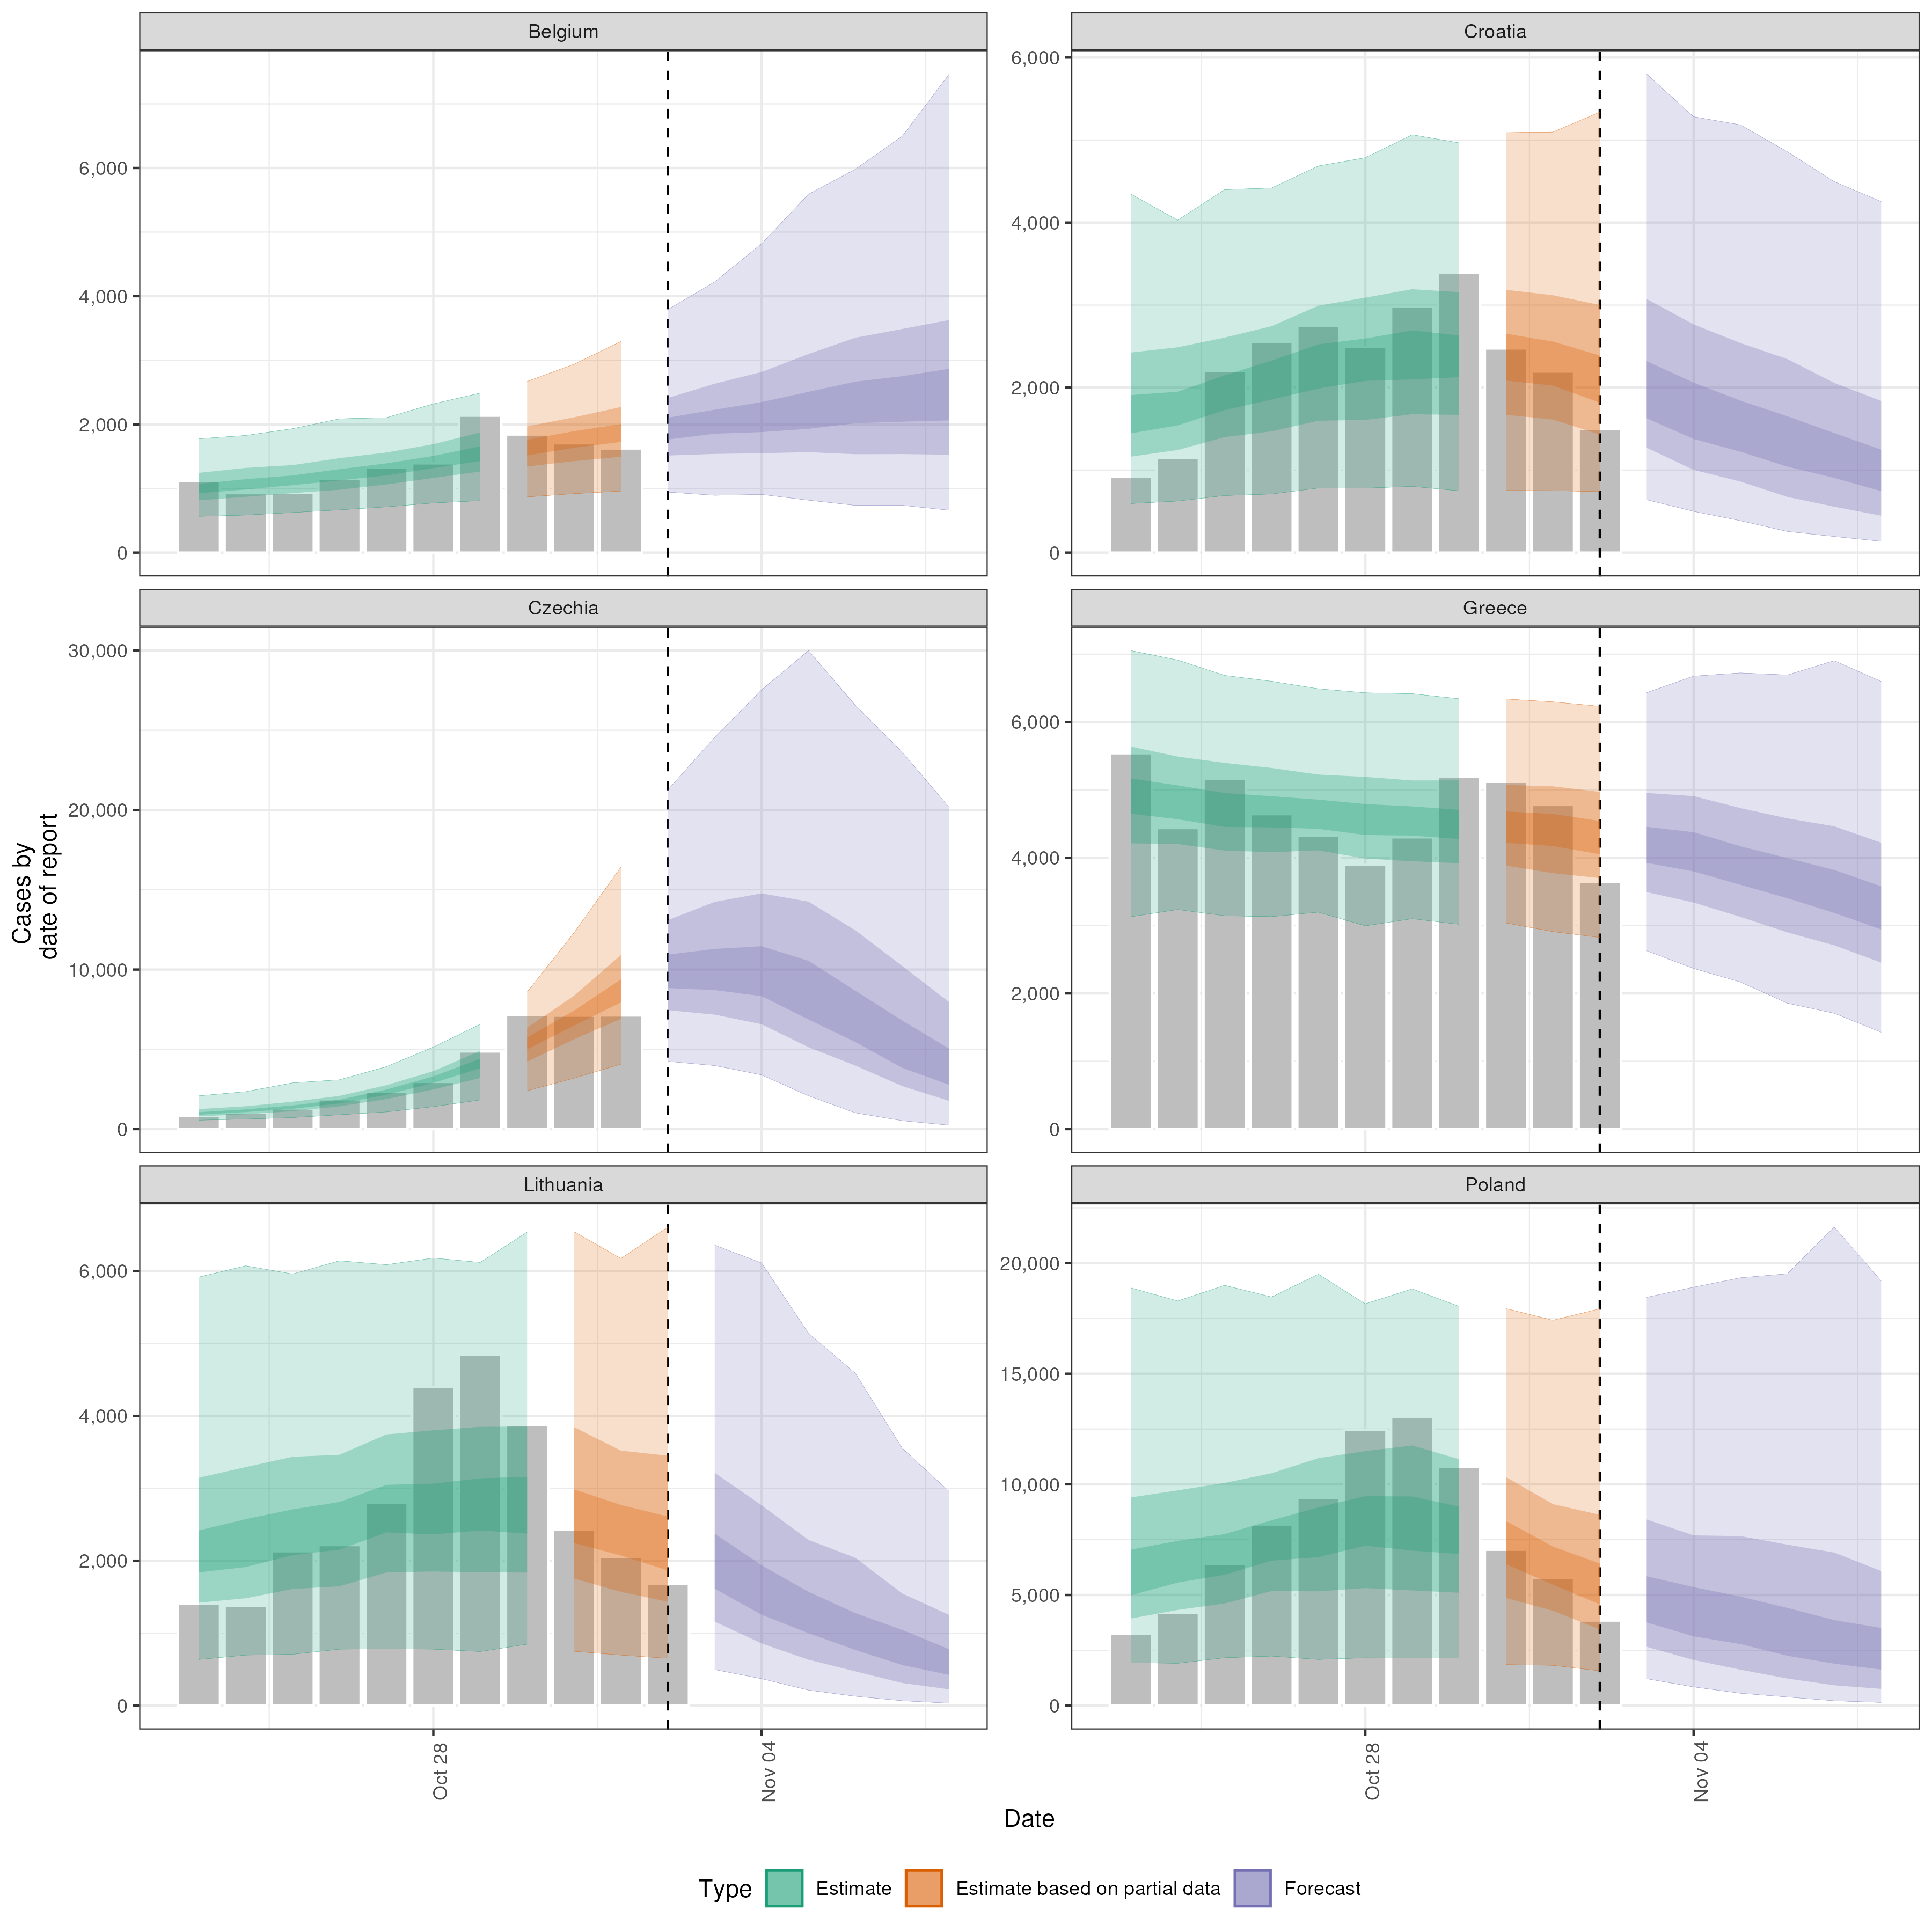 Belgium
Croatia
6,000
4,000
2,000
0
6,000
4,000
2,000
0
Czechia
Greece
30,000
20,000
10,000
0
6,000
4,000
2,000
0
Cases by
date of report
Lithuania
Poland
6,000
4,000
2,000
0
20,000
15,000
10,000
5,000
0
Oct 28
Nov 04
Oct 28
Nov 04
Date
Type
Estimate
Estimate based on partial data
Forecast